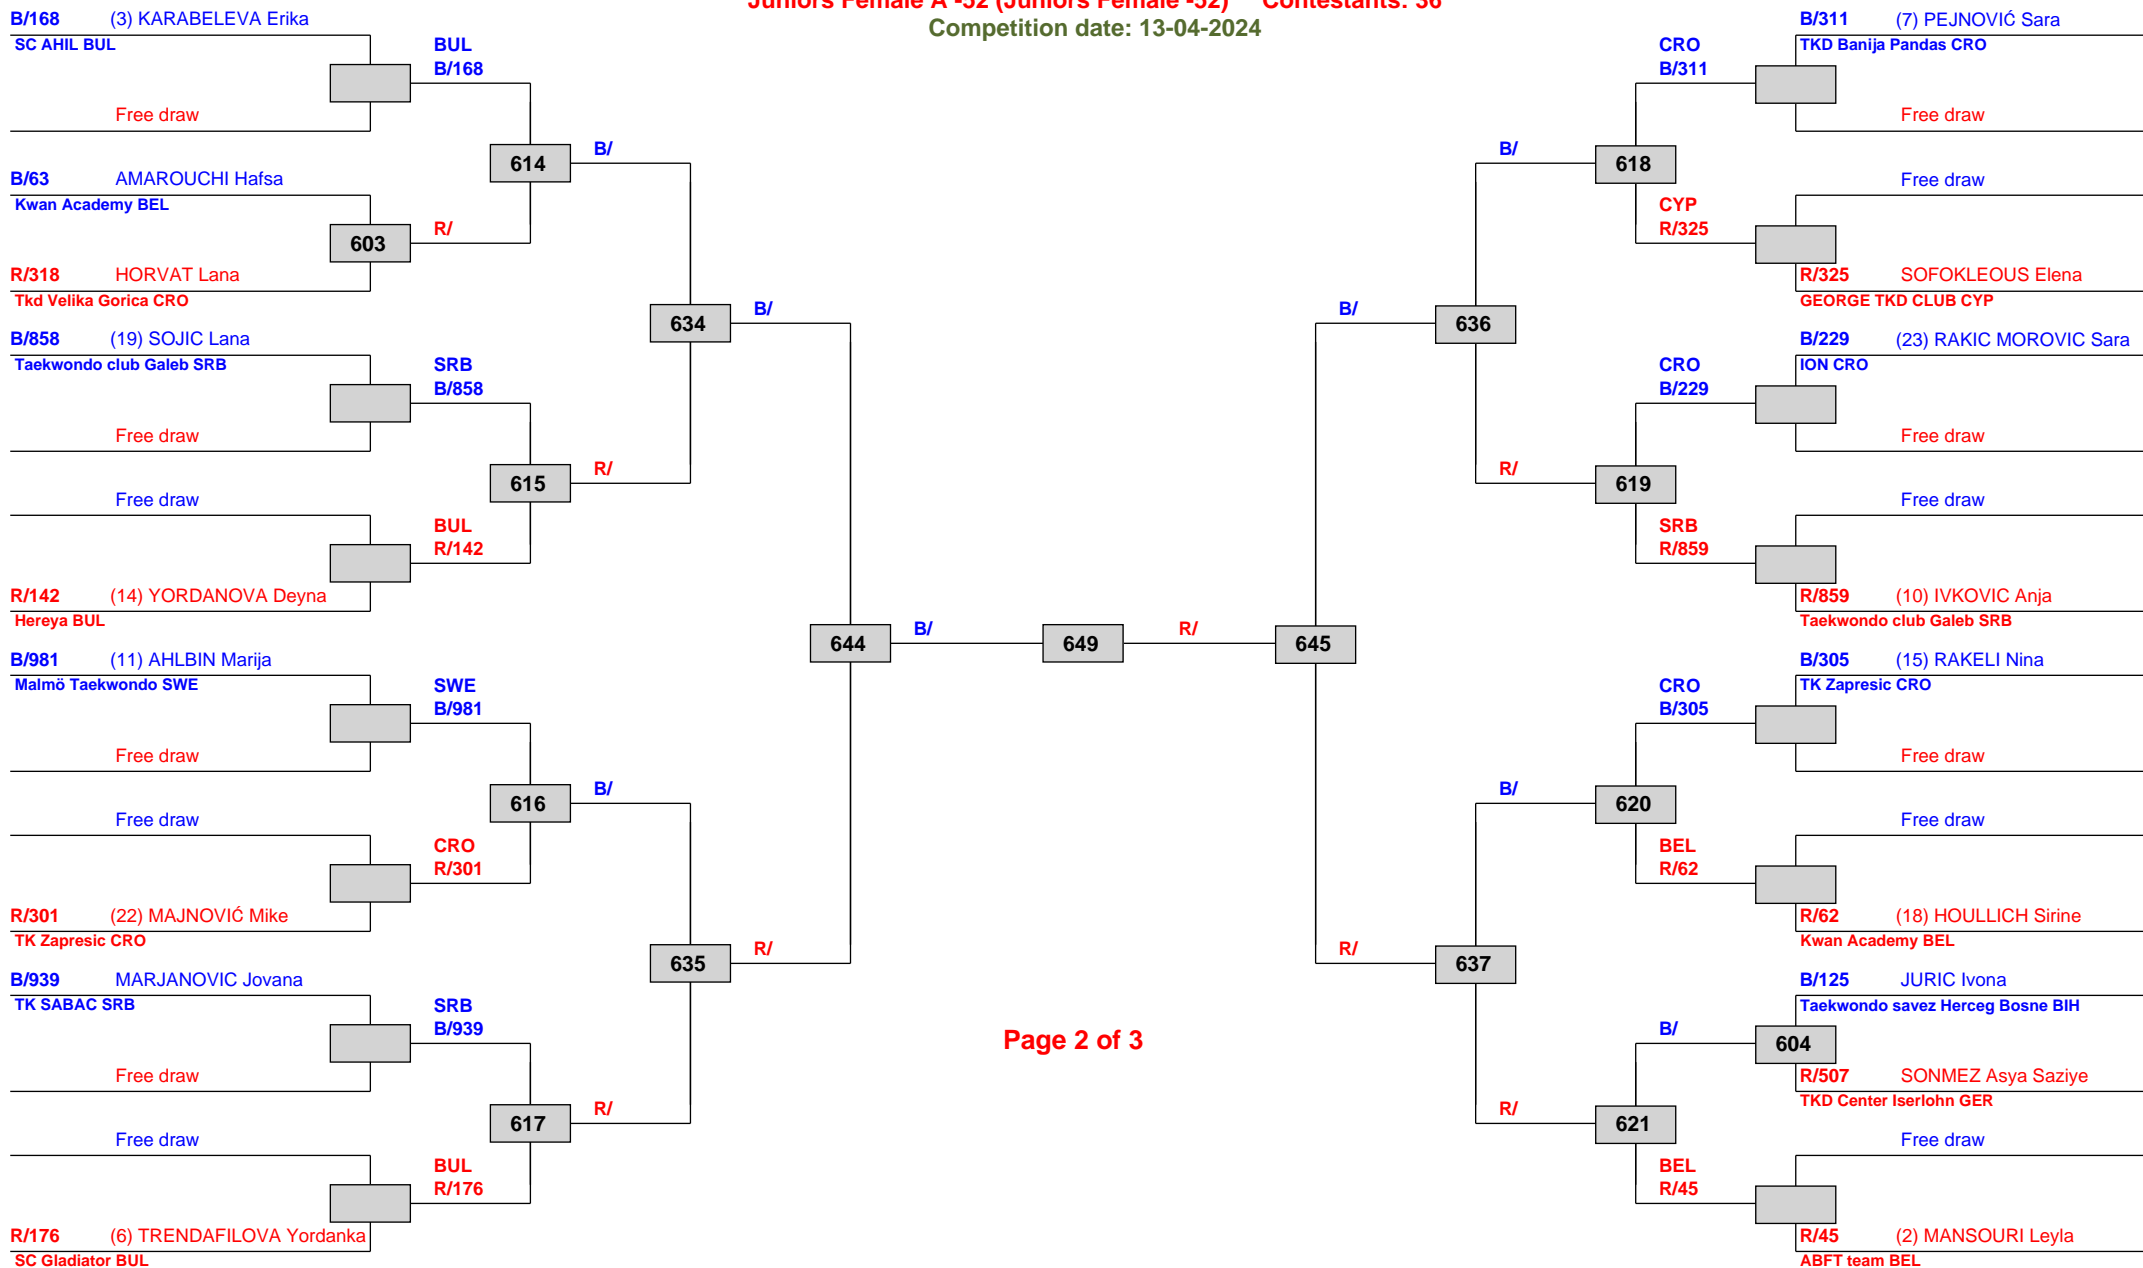 Juniors Female A -52 (Juniors Female -52) Contestants: 36
Competition date: 13-04-2024
B/168 (3) KARABELEVA Erika
SC AHIL BUL
Free draw
BUL
B/168
B/63 AMAROUCHI Hafsa
Kwan Academy BEL
603
R/
R/318 HORVAT Lana
Tkd Velika Gorica CRO
614
B/
B/858 (19) SOJIC Lana
Taekwondo club Galeb SRB
Free draw
SRB
B/858
Free draw
BUL
R/142
R/142 (14) YORDANOVA Deyna
Hereya BUL
615
R/
634
B/
B/981 (11) AHLBIN Marija
Malmö Taekwondo SWE
Free draw
SWE
B/981
Free draw
CRO
R/301
R/301 (22) MAJNOVIĆ Mike
TK Zapresic CRO
616
B/
B/939 MARJANOVIC Jovana
TK SABAC SRB
Free draw
SRB
B/939
Free draw
BUL
R/176
R/176 (6) TRENDAFILOVA Yordanka
SC Gladiator BUL
617
R/
635
R/
644
B/
649
R/
645
Page 2 of 3
B/311 (7) PEJNOVIĆ Sara
TKD Banija Pandas CRO
Free draw
CRO
B/311
Free draw
CYP
R/325
R/325 SOFOKLEOUS Elena
GEORGE TKD CLUB CYP
618
B/
B/229 (23) RAKIC MOROVIC Sara
ION CRO
Free draw
CRO
B/229
Free draw
SRB
R/859
R/859 (10) IVKOVIC Anja
Taekwondo club Galeb SRB
619
R/
636
B/
B/305 (15) RAKELI Nina
TK Zapresic CRO
Free draw
CRO
B/305
Free draw
BEL
R/62
R/62 (18) HOULLICH Sirine
Kwan Academy BEL
620
B/
B/125 JURIC Ivona
Taekwondo savez Herceg Bosne BIH
604
B/
R/507 SONMEZ Asya Saziye
TKD Center Iserlohn GER
Free draw
BEL
R/45
R/45 (2) MANSOURI Leyla
ABFT team BEL
621
R/
637
R/